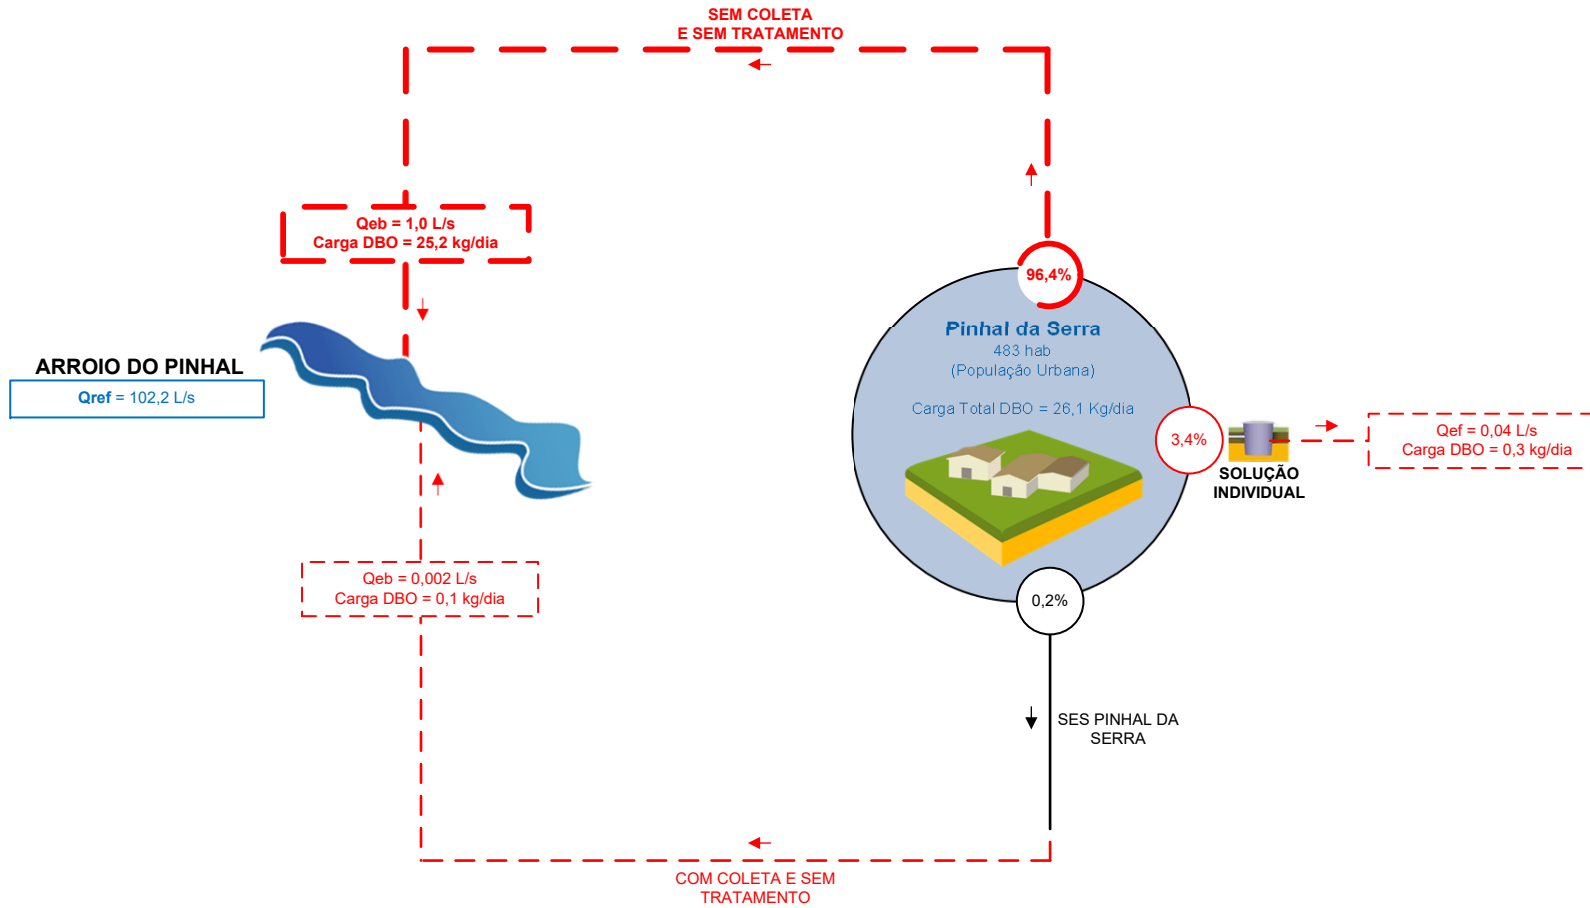 SEM COLETA
E SEM TRATAMENTO
Qeb = 1,0 L/s
Carga DBO = 25,2 kg/dia
96,4%
Pinhal da Serra
483 hab
(População Urbana)
Carga Total DBO = 26,1 Kg/dia
ARROIO DO PINHAL
Qref = 102,2 L/s
3,4%
SOLUÇÃO
INDIVIDUAL
Qef = 0,04 L/s
Carga DBO = 0,3 kg/dia
Qeb = 0,002 L/s
Carga DBO = 0,1 kg/dia
0,2%
SES PINHAL DA
SERRA
COM COLETA E SEM
TRATAMENTO